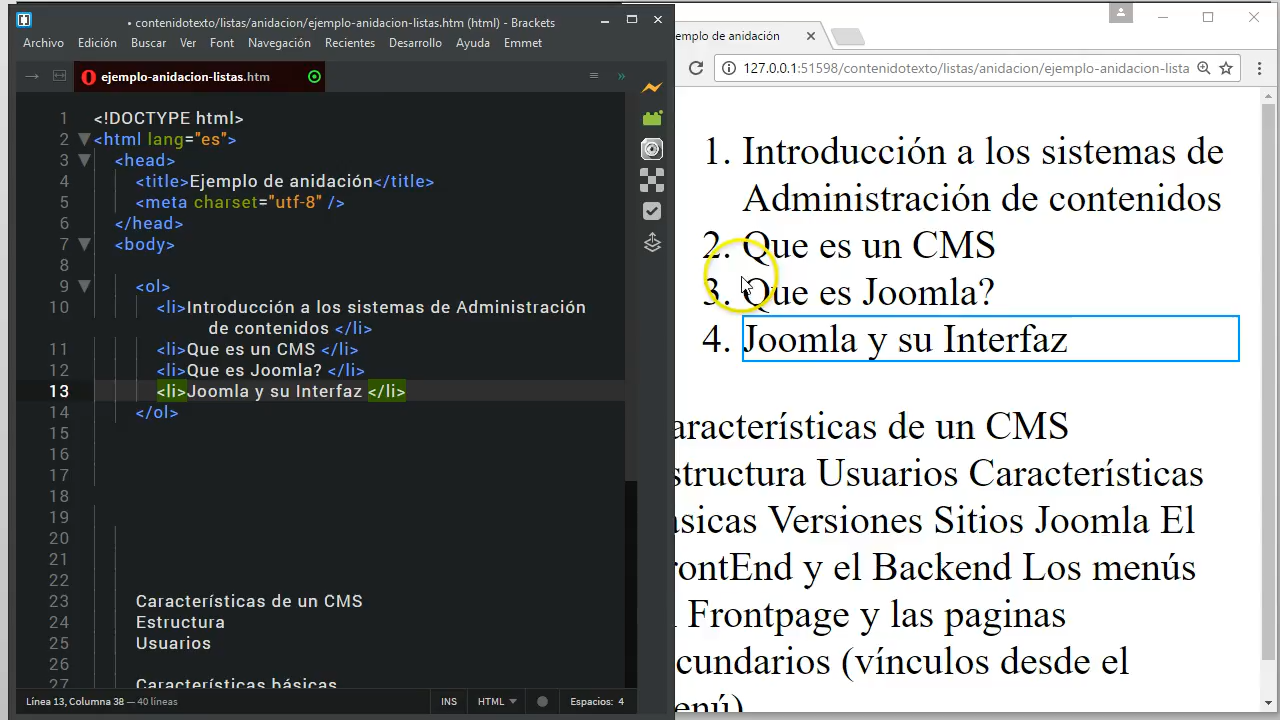 • contenidotexto/listas/anidacion/ejemplo-anidacion-listas.htm (html) - Brackets
Archivo Edición Buscar Ver Font Navegación Recientes Desarrollo Ayuda Emmet
ejemplo-anidacion-listas.htm
1 <!DOCTYPE html>
2 <html lang="es">
3 <head>
4 <title>Ejemplo de anidación</title>
5 <meta charset="utf-8" />
6 </head>
7 <body>
8
9 <ol>
10 <li>Introducción a los sistemas de Administración
de contenidos </li>
11 <li>Que es un CMS </li>
12 <li>Que es Joomla? </li>
13 <li>Joomla y su Interfaz </li>
14 </ol>
15
16
17
18
19
20
21
22
23 Características de un CMS
24 Estructura
25 Usuarios
26
27 Características básicas
Línea 13, Columna 38 — 40 líneas
INS HTML Espacios: 4
emplo de anidación
127.0.0.1:51598/contenidotexto/listas/anidacion/ejemplo-anidacion-lista
1. Introducción a los sistemas de
Administración de contenidos
2. Que es un CMS
3. Que es Joomla?
4. Joomla y su Interfaz
aracterísticas de un CMS
structura Usuarios Características
ásicas Versiones Sitios Joomla El
rontEnd y el Backend Los menús
l Frontpage y las paginas
cundarios (vínculos desde el
enú)